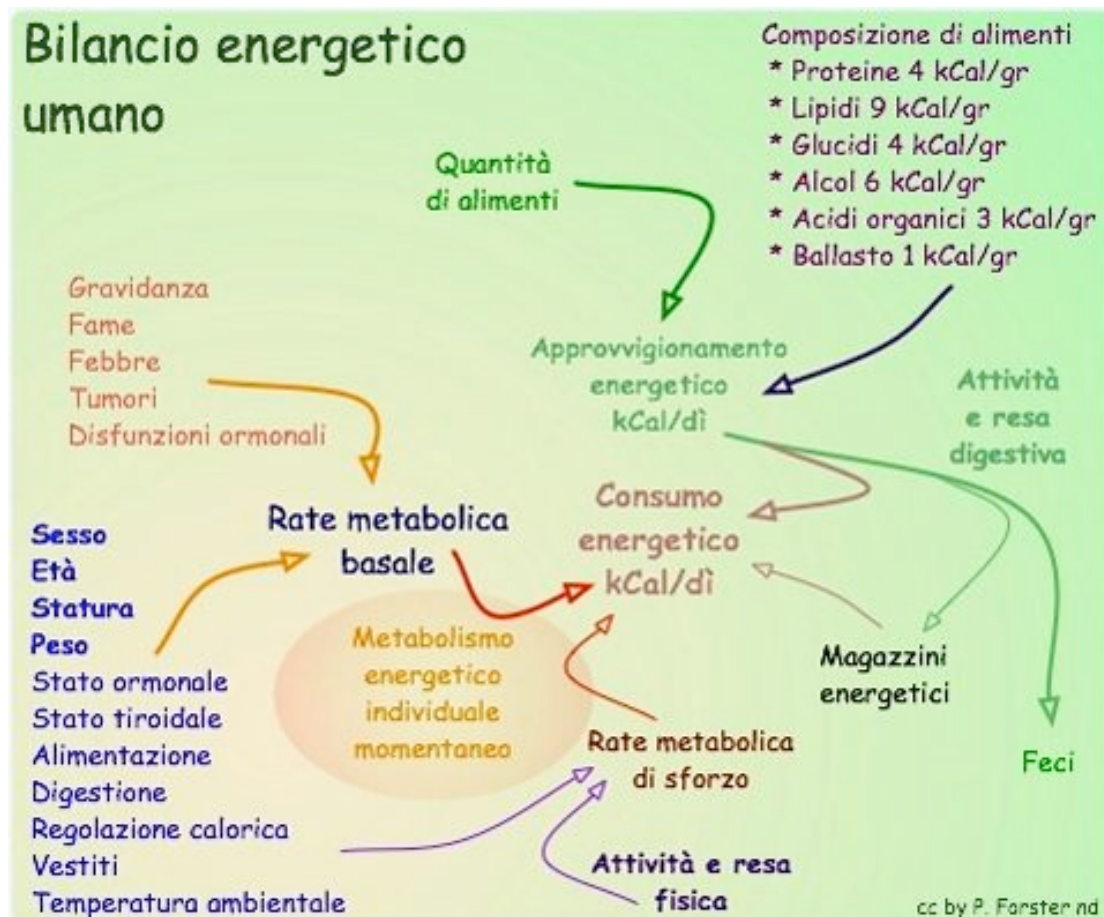 Bilancio energetico
umano
Composizione di alimenti
* Proteine 4 kCal/gr
* Lipidi 9 kCal/gr
* Glucidi 4 kCal/gr
* Alcol 6 kCal/gr
* Acidi organici 3 kCal/gr
* Ballasto 1 kCal/gr
Quantità
di alimenti
Gravidanza
Fame
Febbre
Tumori
Disfunzioni ormonali
Approvvigionamento
energetico
kCal/dì
Attività
e resa
digestiva
Consumo
energetico
kCal/dì
Rate metabolica
basale
Sesso
Età
Statura
Peso
Stato ormonale
Stato tiroidale
Alimentazione
Digestione
Regolazione calorica
Vestiti
Temperatura ambientale
Metabolismo
energetico
individuale
momentaneo
Magazzini
energetici
Rate metabolica
di sforzo
Feci
Attività e resa
fisica
cc by P. Forster nd